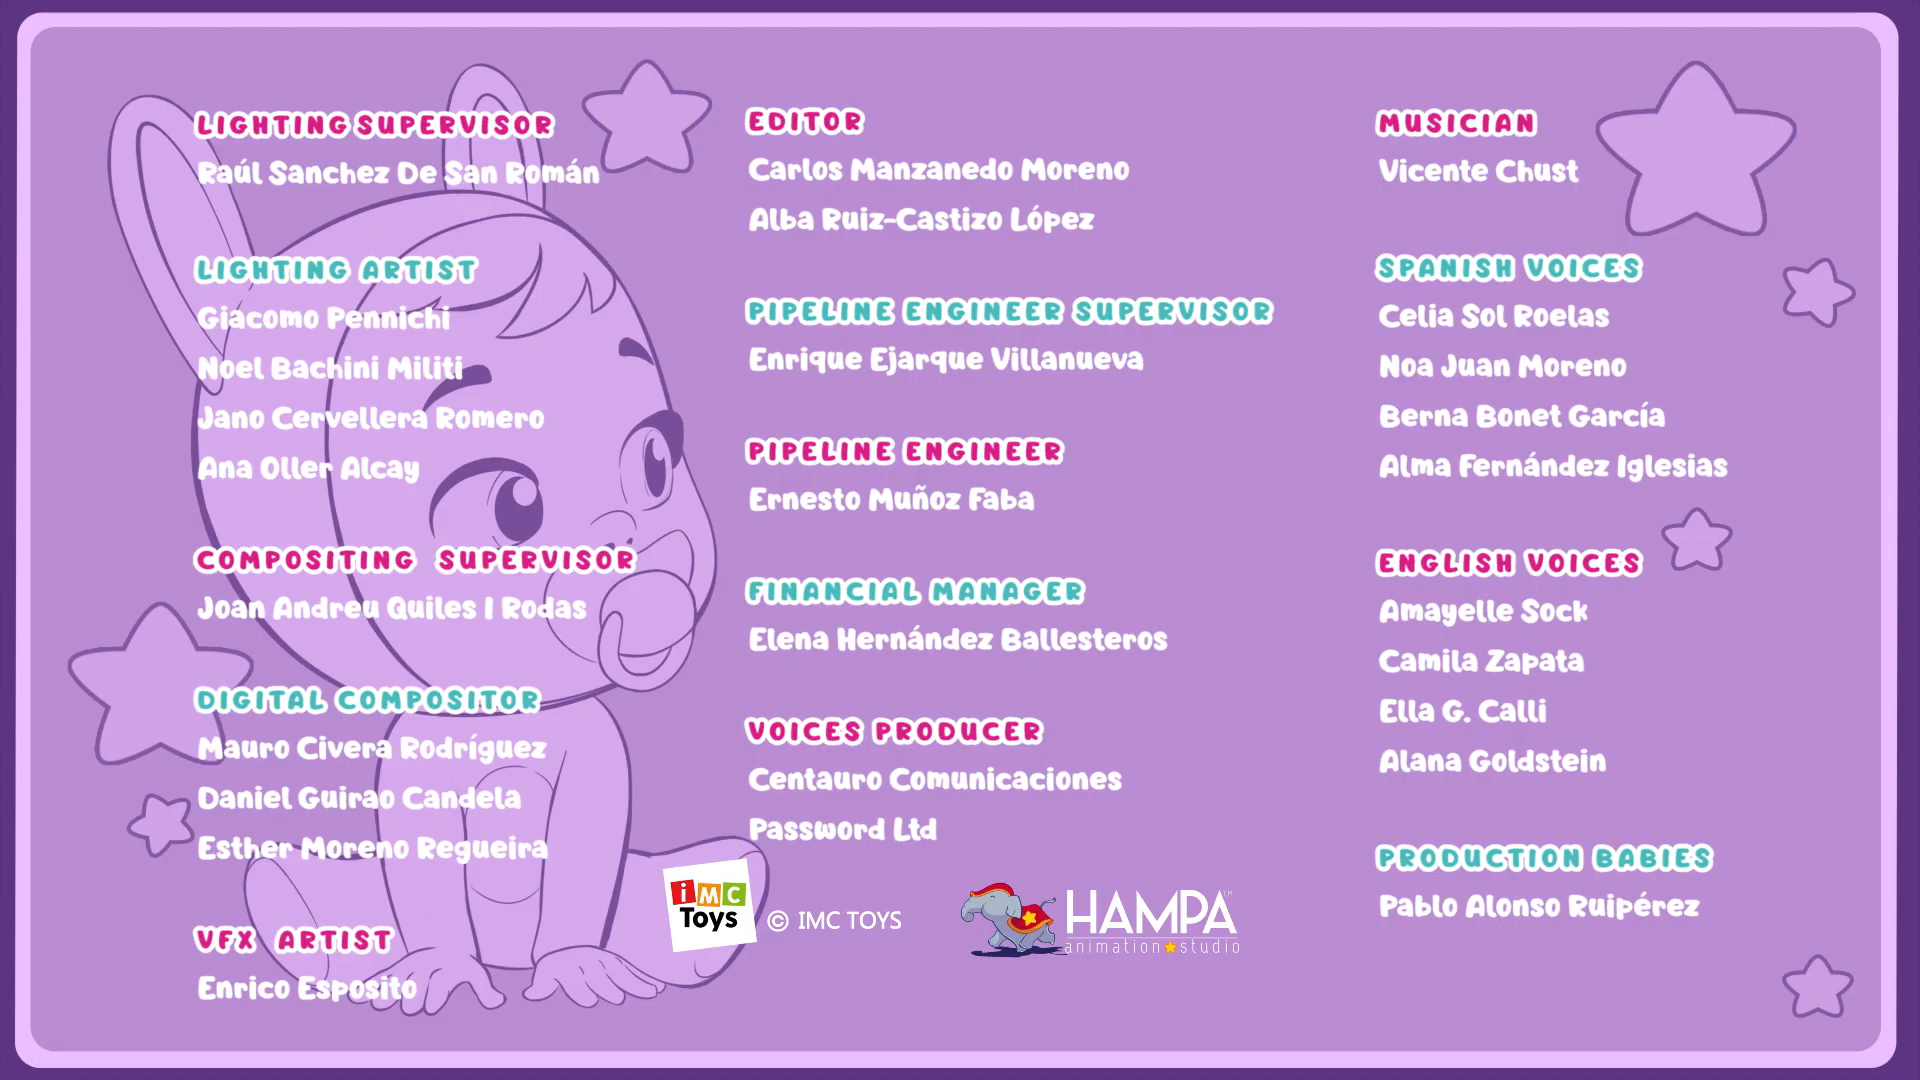 LIGHTING SUPERVISOR
Raúl Sanchez De San Román
LIGHTING ARTIST
Giacomo Pennichi
Noel Bachini Militi
Jano Cervellera Romero
Ana Oller Alcay
COMPOSITING SUPERVISOR
Joan Andreu Quiles I Rodas
DIGITAL COMPOSITOR
Mauro Civera Rodríguez
Daniel Guirao Candela
Esther Moreno Regueira
VFX ARTIST
Enrico Esposito
EDITOR
Carlos Manzanedo Moreno
Alba Ruiz-Castizo López
PIPELINE ENGINEER SUPERVISOR
Enrique Ejarque Villanueva
PIPELINE ENGINEER
Ernesto Muñoz Faba
FINANCIAL MANAGER
Elena Hernández Ballesteros
VOICES PRODUCER
Centauro Comunicaciones
Password Ltd
iMC
Toys
© IMC TOYS
HAMPA™
animation studio
MUSICIAN
Vicente Chust
SPANISH VOICES
Celia Sol Roelas
Noa Juan Moreno
Berna Bonet García
Alma Fernández Iglesias
ENGLISH VOICES
Amayelle Sock
Camila Zapata
Ella G. Calli
Alana Goldstein
PRODUCTION BABIES
Pablo Alonso Ruipérez